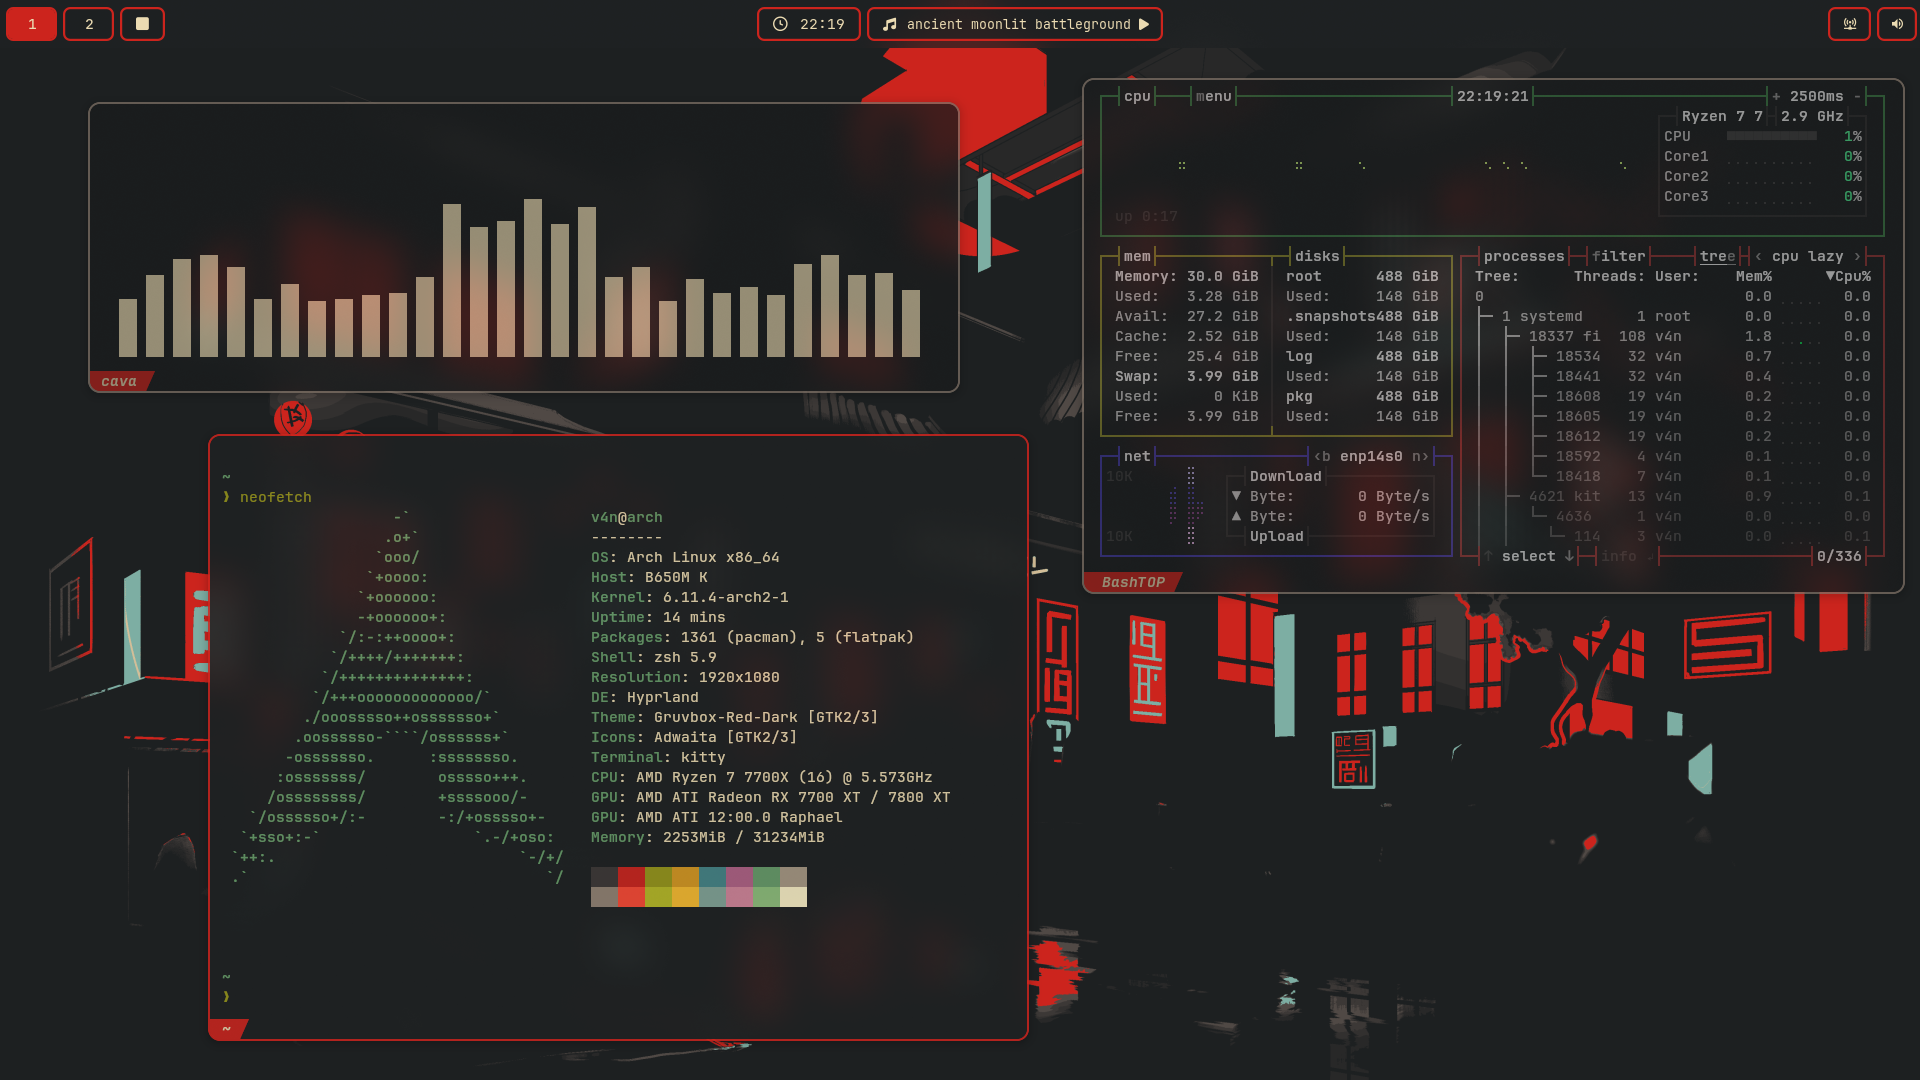 1 2 22:19 ancient moonlit battleground
cava
~
❯ neofetch
v4n@arch
--------
OS: Arch Linux x86_64
Host: B650M K
Kernel: 6.11.4-arch2-1
Uptime: 14 mins
Packages: 1361 (pacman), 5 (flatpak)
Shell: zsh 5.9
Resolution: 1920x1080
DE: Hyprland
Theme: Gruvbox-Red-Dark [GTK2/3]
Icons: Adwaita [GTK2/3]
Terminal: kitty
CPU: AMD Ryzen 7 7700X (16) @ 5.573GHz
GPU: AMD ATI Radeon RX 7700 XT / 7800 XT
GPU: AMD ATI 12:00.0 Raphael
Memory: 2253MiB / 31234MiB
~
❯
~
cpu menu 22:19:21 + 2500ms -
Ryzen 7 7 2.9 GHz
CPU 1%
Core1 0%
Core2 0%
Core3 0%
up 0:17
mem
Memory: 30.0 GiB
Used: 3.28 GiB
Avail: 27.2 GiB
Cache: 2.52 GiB
Free: 25.4 GiB
Swap: 3.99 GiB
Used: 0 KiB
Free: 3.99 GiB
disks
root 488 GiB
Used: 148 GiB
.snapshots488 GiB
Used: 148 GiB
log 488 GiB
Used: 148 GiB
pkg 488 GiB
Used: 148 GiB
net ‹b enp14s0 n›
10K
10K
Download
▼ Byte: 0 Byte/s
▲ Byte: 0 Byte/s
Upload
processes filter tree ‹ cpu lazy ›
Tree: Threads: User: Mem% ▼Cpu%
0 0.0 0.0
1 systemd 1 root 0.0 0.0
18337 fi 108 v4n 1.8 0.0
18534 32 v4n 0.7 0.0
18441 32 v4n 0.4 0.0
18608 19 v4n 0.2 0.0
18605 19 v4n 0.2 0.0
18612 19 v4n 0.2 0.0
18592 4 v4n 0.1 0.0
18418 7 v4n 0.1 0.0
4621 kit 13 v4n 0.9 0.1
4636 1 v4n 0.0 0.0
114 3 v4n 0.0 0.1
↑ select ↓ info 0/336
BashTOP